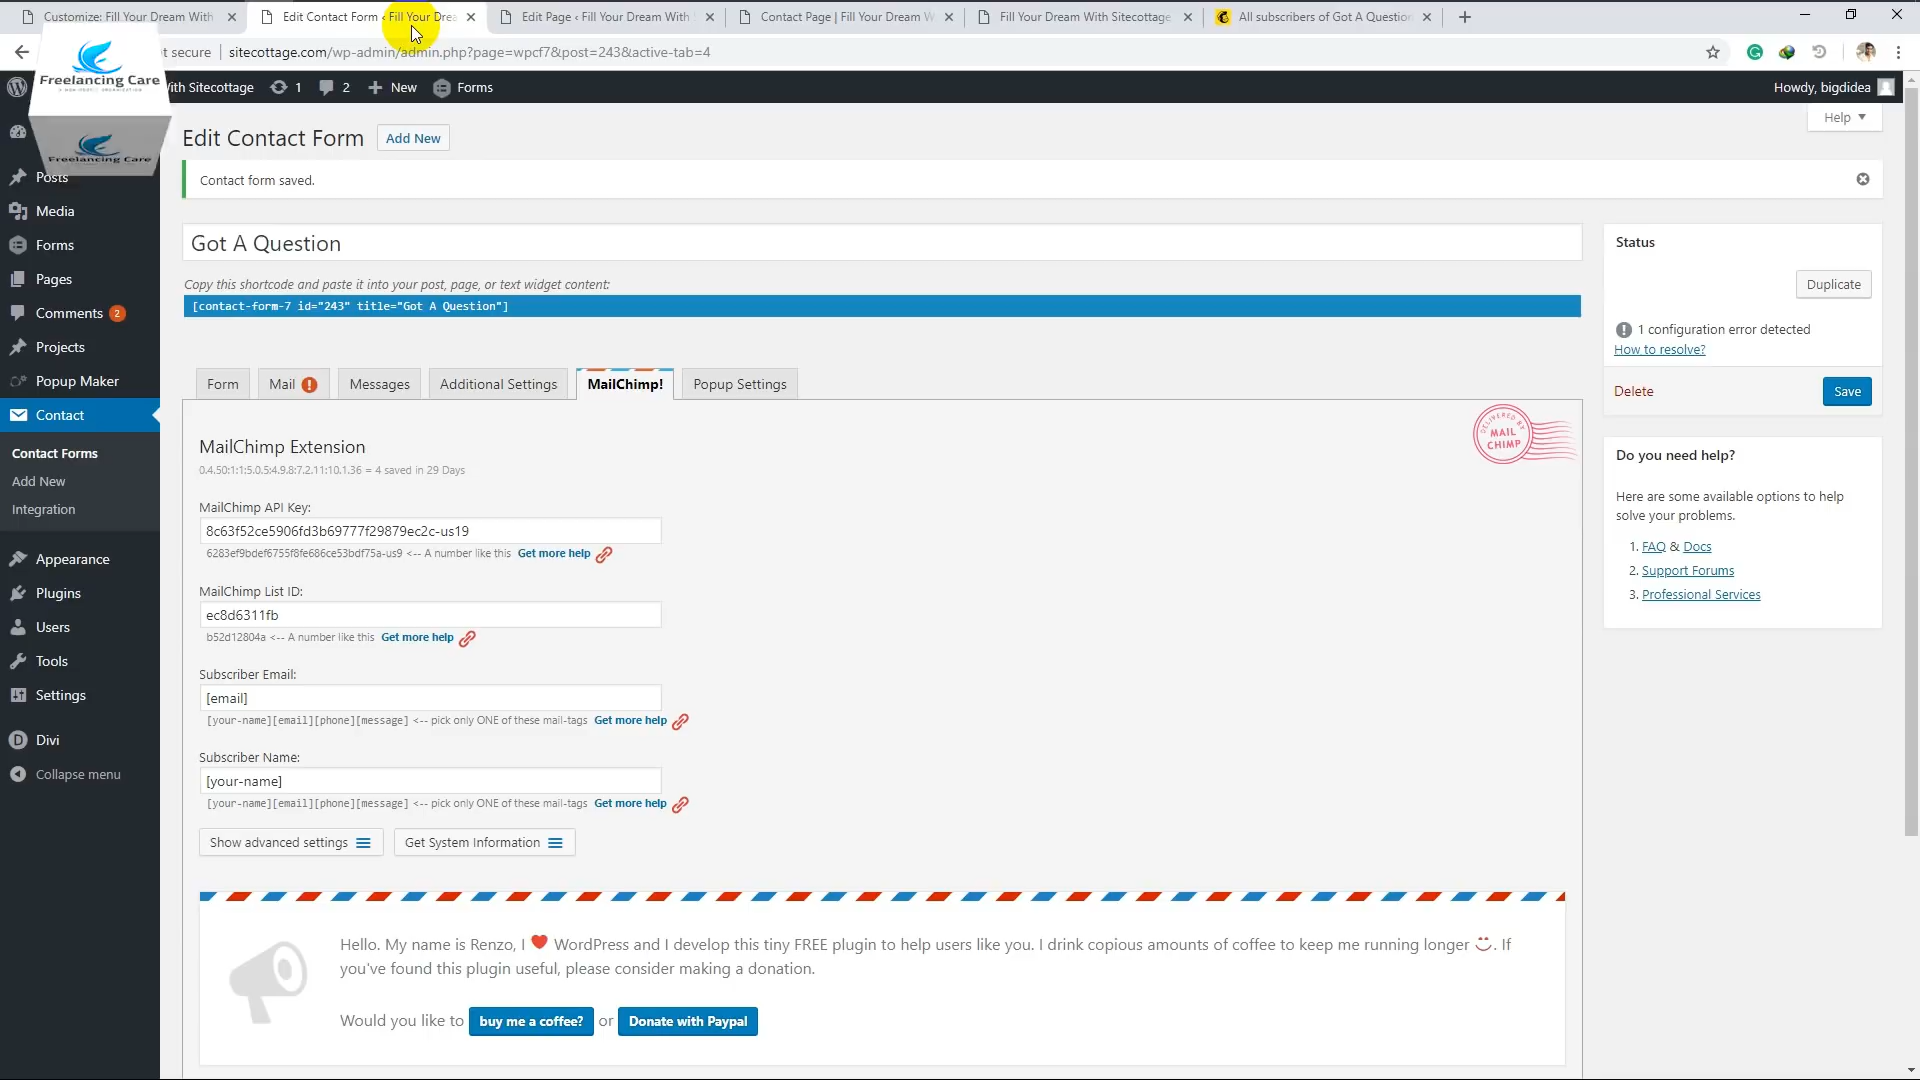 Customize: Fill Your Dream With
Edit Contact Form ‹ Fill Your Drea
Edit Page ‹ Fill Your Dream With
Contact Page | Fill Your Dream W
Fill Your Dream With Sitecottage
All subscribers of Got A Question
t secure
sitecottage.com/wp-admin/admin.php?page=wpcf7&post=243&active-tab=4
Freelancing Care
Freelancing Care
ith Sitecottage
1
2
New
Forms
Howdy, bigdidea
Help
Edit Contact Form
Add New
Contact form saved.
Posts
Media
Forms
Pages
Comments 2
Projects
Popup Maker
Contact
Contact Forms
Add New
Integration
Appearance
Plugins
Users
Tools
Settings
Divi
Collapse menu
Got A Question
Copy this shortcode and paste it into your post, page, or text widget content:
[contact-form-7 id="243" title="Got A Question"]
Form
Mail
Messages
Additional Settings
MailChimp!
Popup Settings
MailChimp Extension
0.4.50:1:1:5.0.5:4.9.8:7.2.11:10.1.36 = 4 saved in 29 Days
DELIVERED BY
MAIL
CHIMP
MailChimp API Key:
8c63f52ce5906fd3b69777f29879ec2c-us19
6283ef9bdef6755f8fe686ce53bdf75a-us9 <-- A number like this Get more help
MailChimp List ID:
ec8d6311fb
b52d12804a <-- A number like this Get more help
Subscriber Email:
[email]
[your-name][email][phone][message] <-- pick only ONE of these mail-tags Get more help
Subscriber Name:
[your-name]
[your-name][email][phone][message] <-- pick only ONE of these mail-tags Get more help
Show advanced settings
Get System Information
Hello. My name is Renzo, I ❤ WordPress and I develop this tiny FREE plugin to help users like you. I drink copious amounts of coffee to keep me running longer. If
you've found this plugin useful, please consider making a donation.
Would you like to buy me a coffee? or Donate with Paypal
Status
Duplicate
1 configuration error detected
How to resolve?
Delete
Save
Do you need help?
Here are some available options to help
solve your problems.
1. FAQ & Docs
2. Support Forums
3. Professional Services